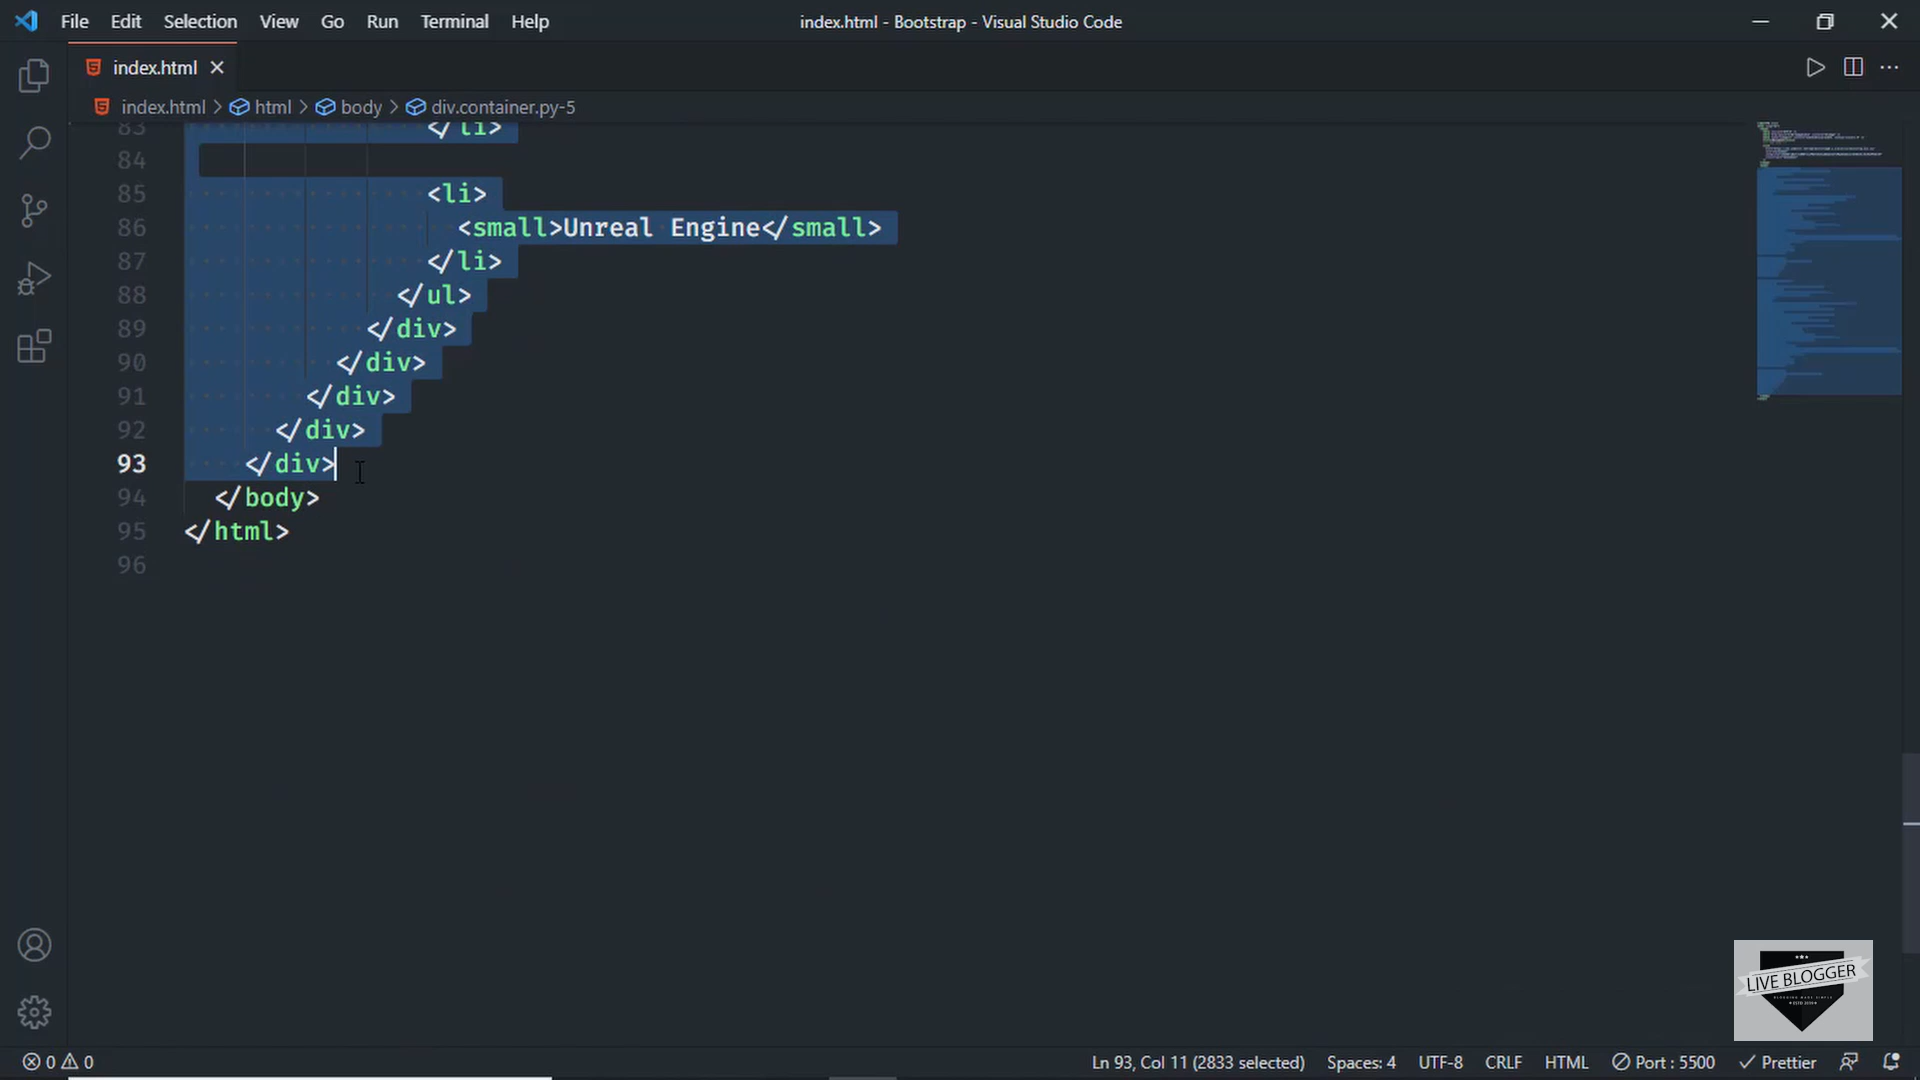 File Edit Selection View Go Run Terminal Help index.html - Bootstrap - Visual Studio Code
index.html
index.html > html > body > div.container.py-5
83 </li>
84
85 <li>
86 <small>Unreal Engine</small>
87 </li>
88 </ul>
89 </div>
90 </div>
91 </div>
92 </div>
93 </div>
94 </body>
95 </html>
96
LIVE BLOGGER
0 0 Ln 93, Col 11 (2833 selected) Spaces: 4 UTF-8 CRLF HTML Port : 5500 Prettier